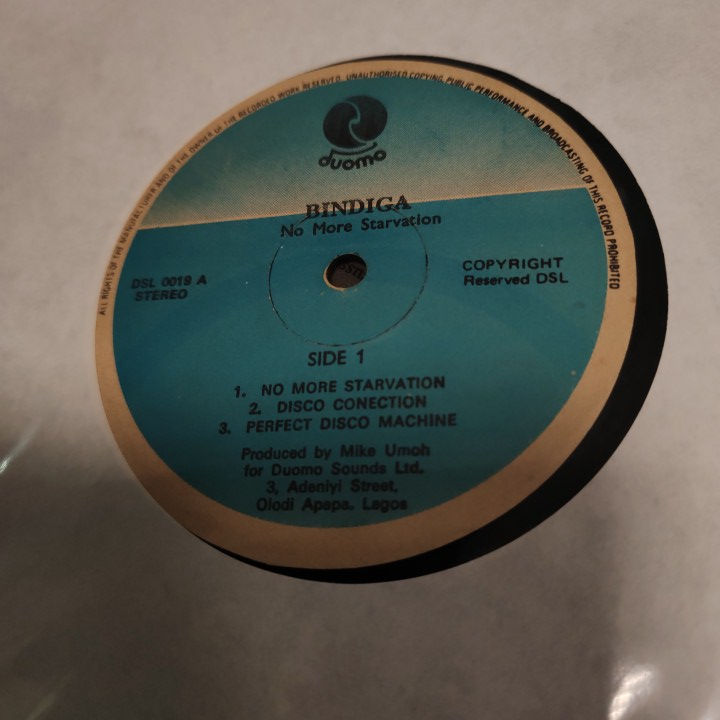 ALL RIGHTS OF THE MANUFACTURER AND OF THE OWNER OF THE RECORDED WORK RESERVED. UNAUTHORISED COPYING, PUBLIC PERFORMANCE AND BROADCASTING OF THIS RECORD PROHIBITED
duomo
BINDIGA
No More Starvation
DSL 0019 A
STEREO
COPYRIGHT
Reserved DSL
SIDE 1
1. NO MORE STARVATION
2. DISCO CONECTION
3. PERFECT DISCO MACHINE
Produced by Mike Umoh
for Duomo Sounds Ltd.
3, Adeniyi Street,
Olodi Apapa, Lagos